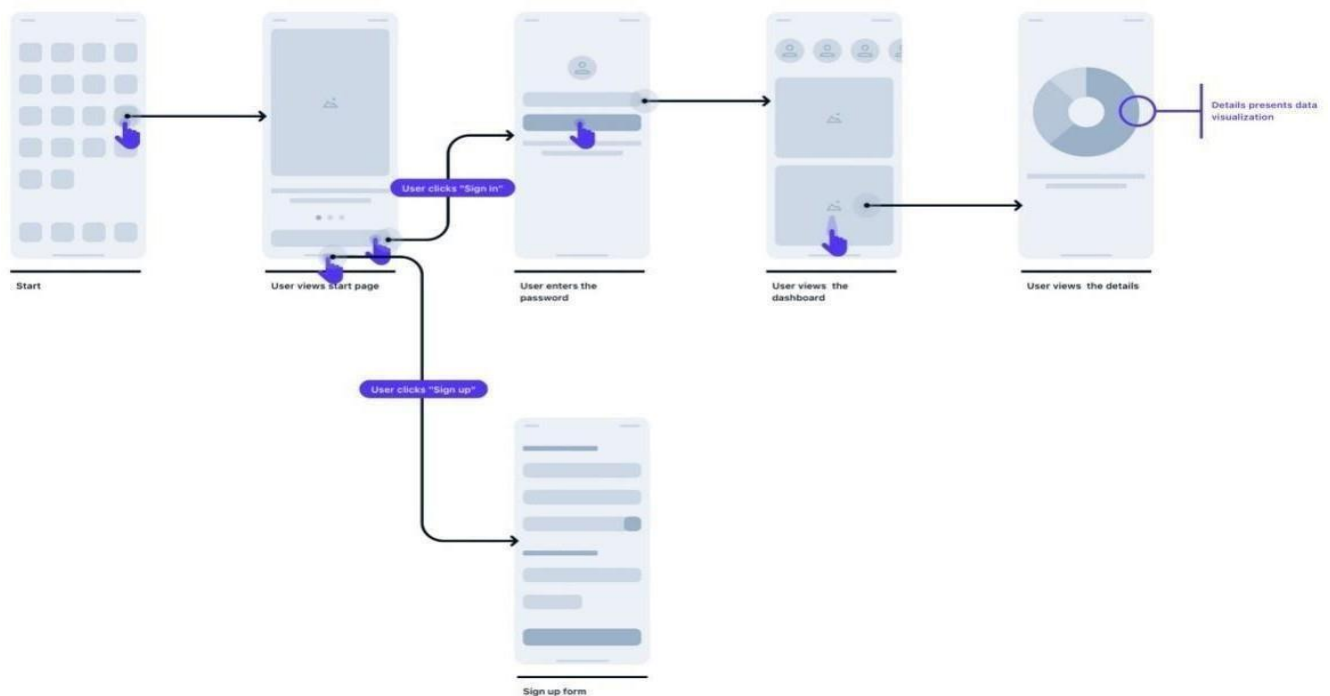 Details presents data
visualization
User clicks "Sign in"
Start
User views start page
User enters the
password
User views the
dashboard
User views the details
User clicks "Sign up"
Sign up form